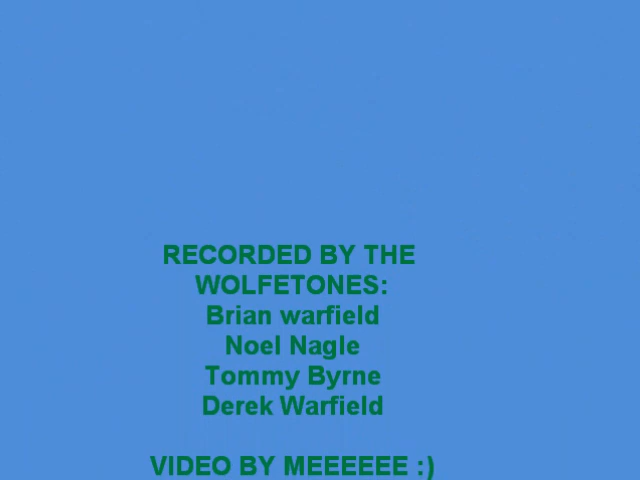 RECORDED BY THE
WOLFETONES:
Brian warfield
Noel Nagle
Tommy Byrne
Derek Warfield
VIDEO BY MEEEEEE :)